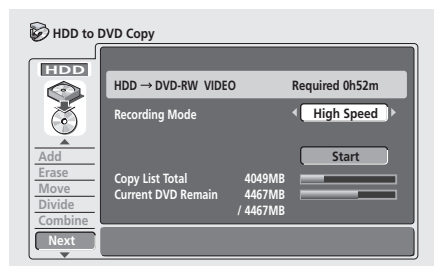 HDD to DVD Copy
HDD
HDD → DVD-RW VIDEO Required 0h52m
Recording Mode High Speed
Start
Add
Erase
Move
Divide
Combine
Next
Copy List Total 4049MB
Current DVD Remain 4467MB
/ 4467MB